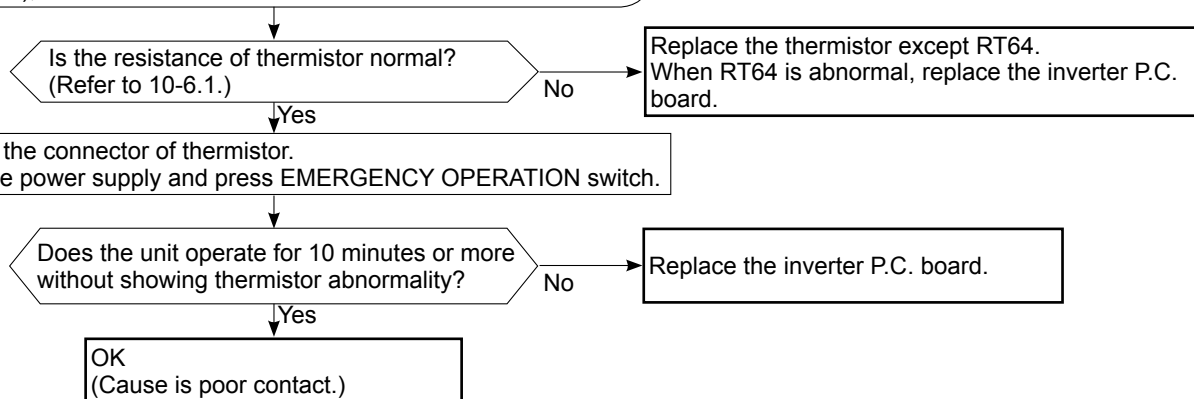 Is the resistance of thermistor normal?
(Refer to 10-6.1.)
No
Replace the thermistor except RT64.
When RT64 is abnormal, replace the inverter P.C.
board.
Yes
the connector of thermistor.
e power supply and press EMERGENCY OPERATION switch.
Does the unit operate for 10 minutes or more
without showing thermistor abnormality?
No
Replace the inverter P.C. board.
Yes
OK
(Cause is poor contact.)